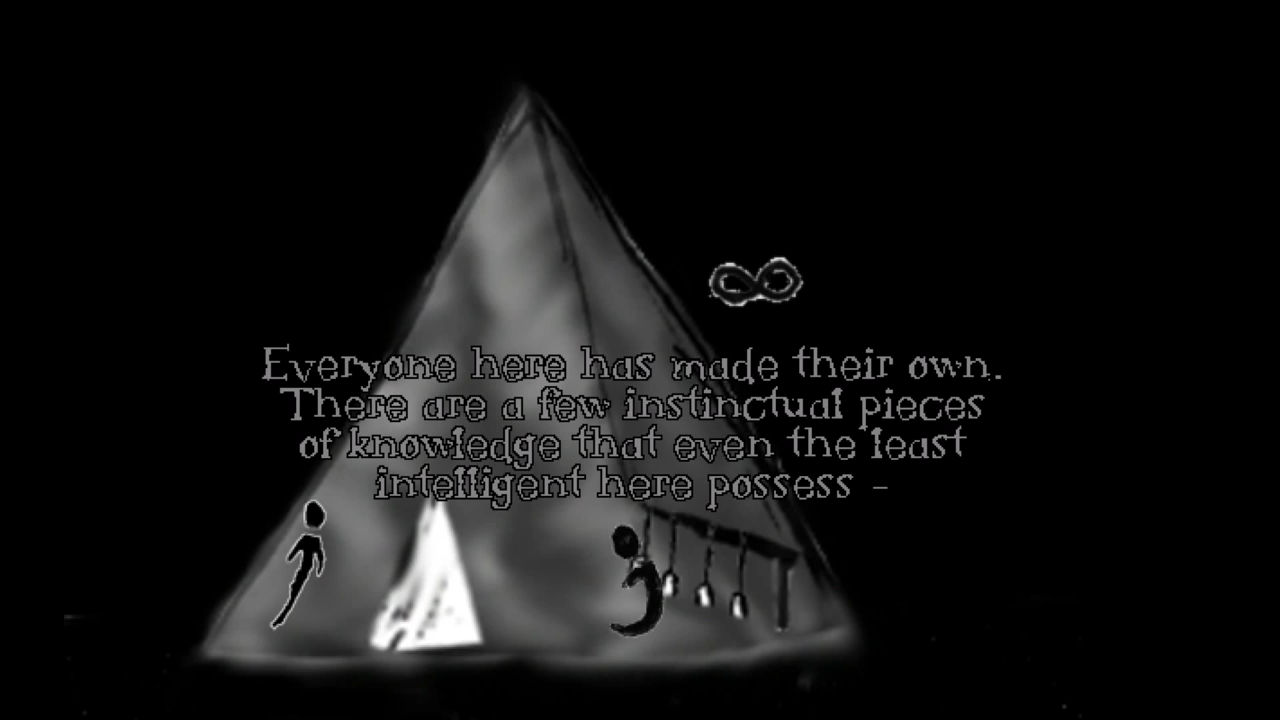 Everyone here has made their own.
There are a few instinctual pieces
of knowledge that even the least
intelligent here possess -